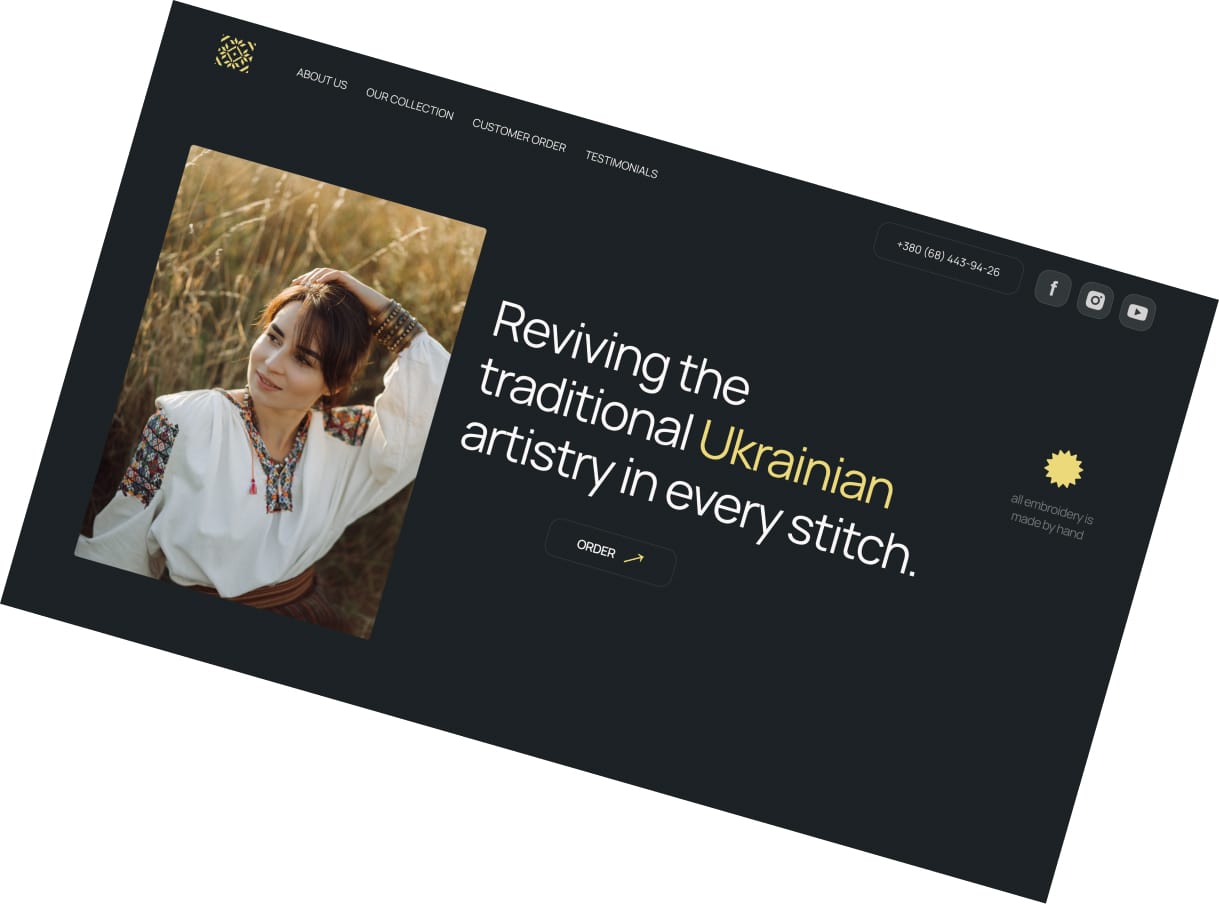 ABOUT US
OUR COLLECTION
CUSTOMER ORDER
TESTIMONIALS
+380 (68) 443-94-26
Reviving the
traditional Ukrainian
artistry in every stitch.
ORDER
all embroidery is
made by hand